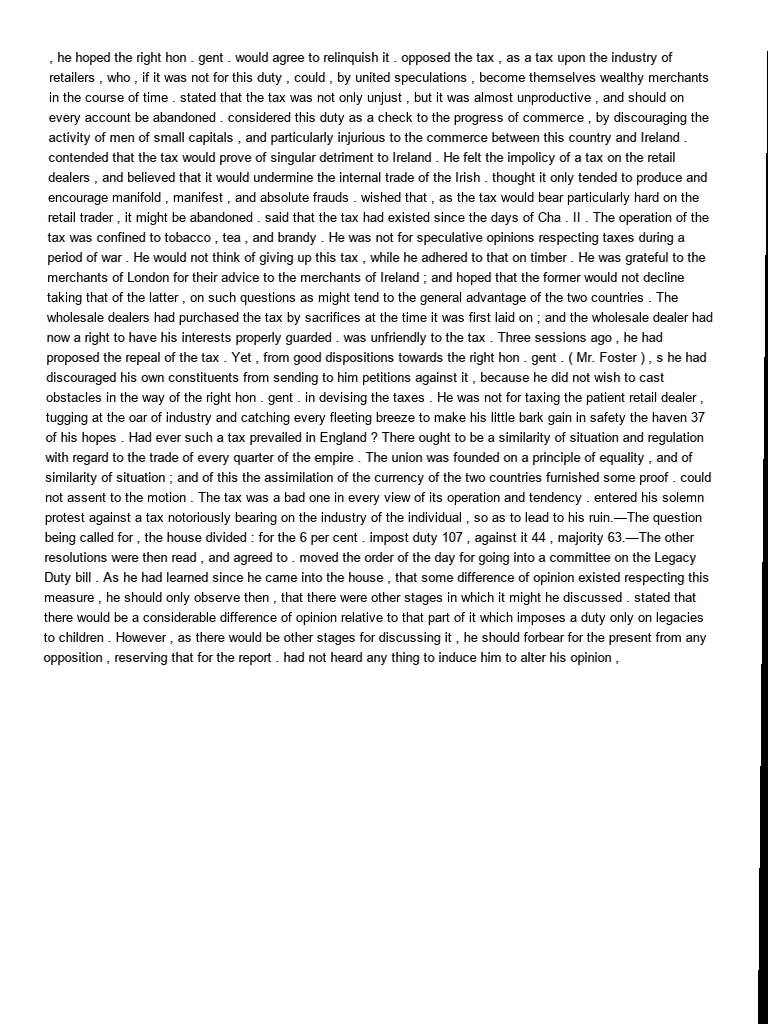 , he hoped the right hon . gent . would agree to relinquish it . opposed the tax , as a tax upon the industry of
retailers , who , if it was not for this duty , could , by united speculations , become themselves wealthy merchants
in the course of time . stated that the tax was not only unjust , but it was almost unproductive , and should on
every account be abandoned . considered this duty as a check to the progress of commerce , by discouraging the
activity of men of small capitals , and particularly injurious to the commerce between this country and Ireland .
contended that the tax would prove of singular detriment to Ireland . He felt the impolicy of a tax on the retail
dealers , and believed that it would undermine the internal trade of the Irish . thought it only tended to produce and
encourage manifold , manifest , and absolute frauds . wished that , as the tax would bear particularly hard on the
retail trader , it might be abandoned . said that the tax had existed since the days of Cha . II . The operation of the
tax was confined to tobacco , tea , and brandy . He was not for speculative opinions respecting taxes during a
period of war . He would not think of giving up this tax , while he adhered to that on timber . He was grateful to the
merchants of London for their advice to the merchants of Ireland ; and hoped that the former would not decline
taking that of the latter , on such questions as might tend to the general advantage of the two countries . The
wholesale dealers had purchased the tax by sacrifices at the time it was first laid on ; and the wholesale dealer had
now a right to have his interests properly guarded . was unfriendly to the tax . Three sessions ago , he had
proposed the repeal of the tax . Yet , from good dispositions towards the right hon . gent . ( Mr. Foster ) , s he had
discouraged his own constituents from sending to him petitions against it , because he did not wish to cast
obstacles in the way of the right hon . gent . in devising the taxes . He was not for taxing the patient retail dealer ,
tugging at the oar of industry and catching every fleeting breeze to make his little bark gain in safety the haven 37
of his hopes . Had ever such a tax prevailed in England ? There ought to be a similarity of situation and regulation
with regard to the trade of every quarter of the empire . The union was founded on a principle of equality , and of
similarity of situation ; and of this the assimilation of the currency of the two countries furnished some proof . could
not assent to the motion . The tax was a bad one in every view of its operation and tendency . entered his solemn
protest against a tax notoriously bearing on the industry of the individual , so as to lead to his ruin.—The question
being called for , the house divided : for the 6 per cent . impost duty 107 , against it 44 , majority 63.—The other
resolutions were then read , and agreed to . moved the order of the day for going into a committee on the Legacy
Duty bill . As he had learned since he came into the house , that some difference of opinion existed respecting this
measure , he should only observe then , that there were other stages in which it might he discussed . stated that
there would be a considerable difference of opinion relative to that part of it which imposes a duty only on legacies
to children . However , as there would be other stages for discussing it , he should forbear for the present from any
opposition , reserving that for the report . had not heard any thing to induce him to alter his opinion ,